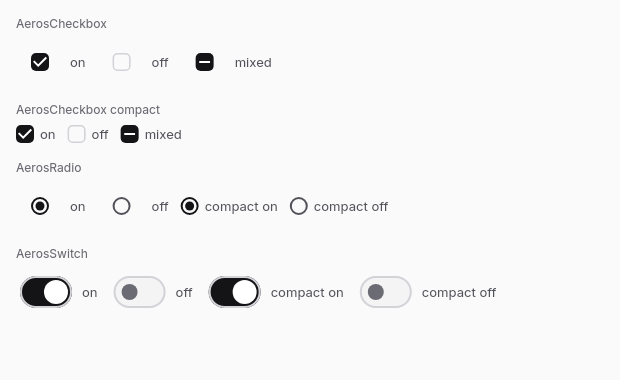 AerosCheckbox
on off mixed
AerosCheckbox compact
on off mixed
AerosRadio
on off compact on compact off
AerosSwitch
on off compact on compact off